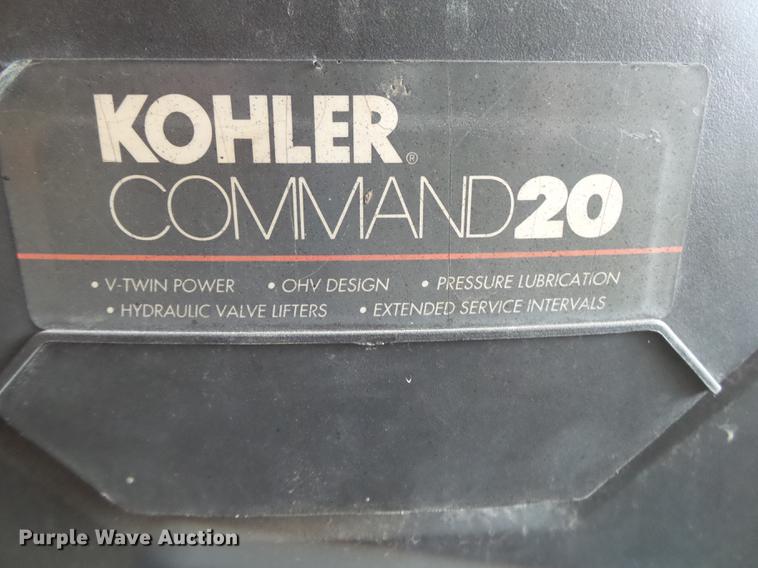 KOHLER®
COMMAND20
• V-TWIN POWER • OHV DESIGN • PRESSURE LUBRICATION
• HYDRAULIC VALVE LIFTERS • EXTENDED SERVICE INTERVALS
Purple Wave Auction